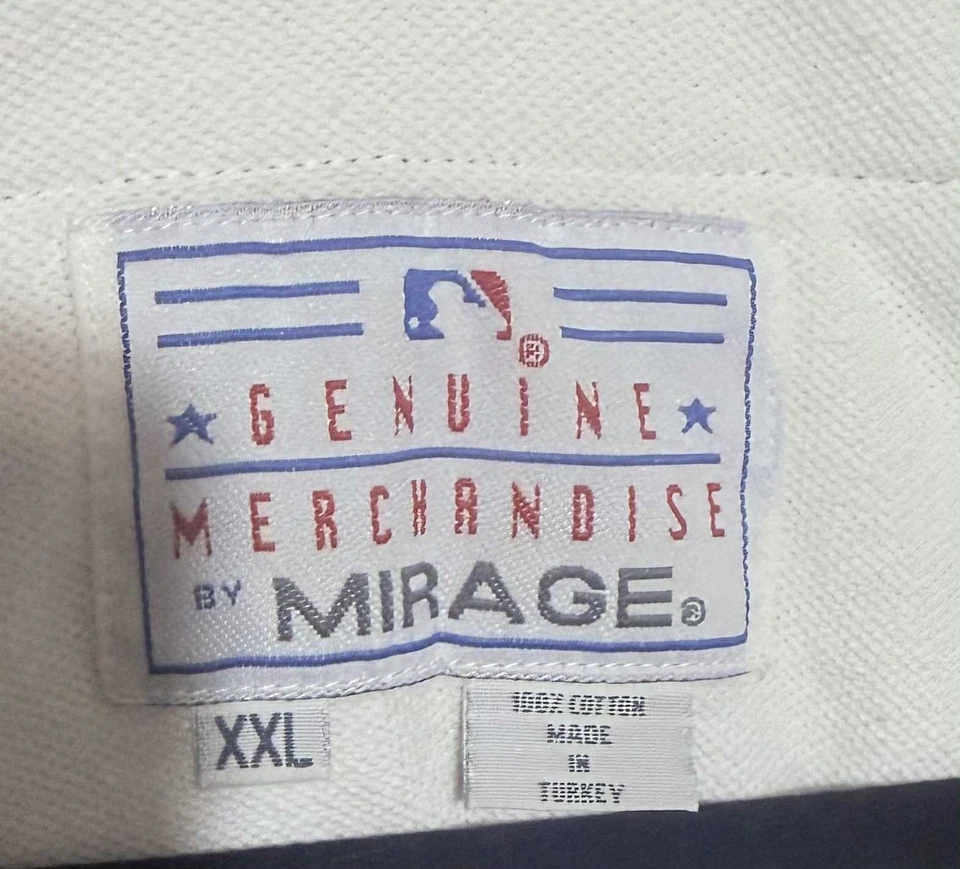 GENUINE
MERCHANDISE
BY MIRAGE®
XXL
100% COTTON
MADE
IN
TURKEY